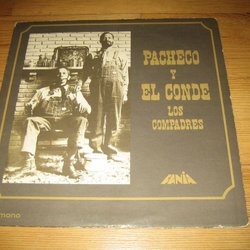 PACHECO
Y
EL CONDE
LOS
COMPADRES
FANIA
mono